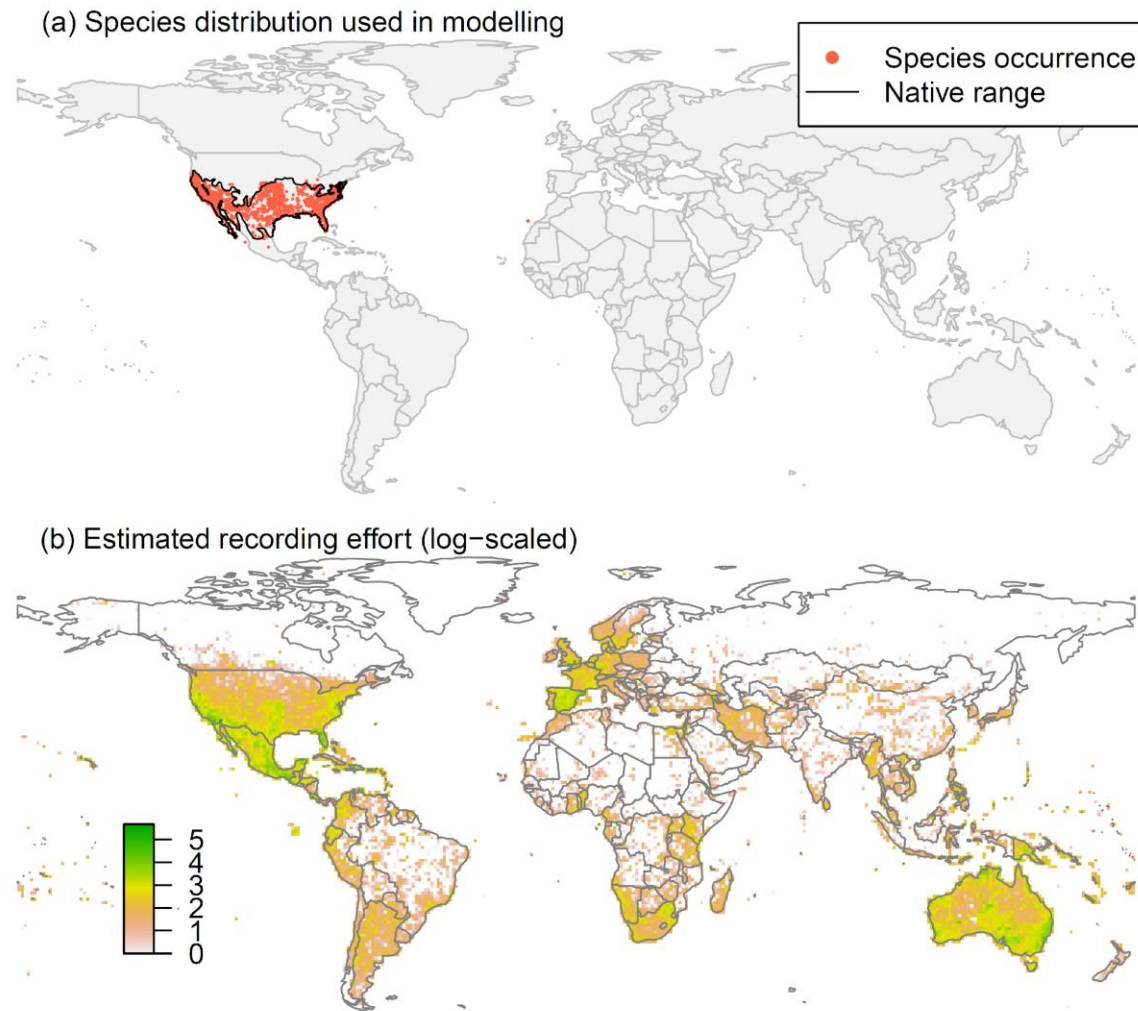 (a) Species distribution used in modelling
Species occurrence
Native range
(b) Estimated recording effort (log−scaled)
5
4
3
2
1
0